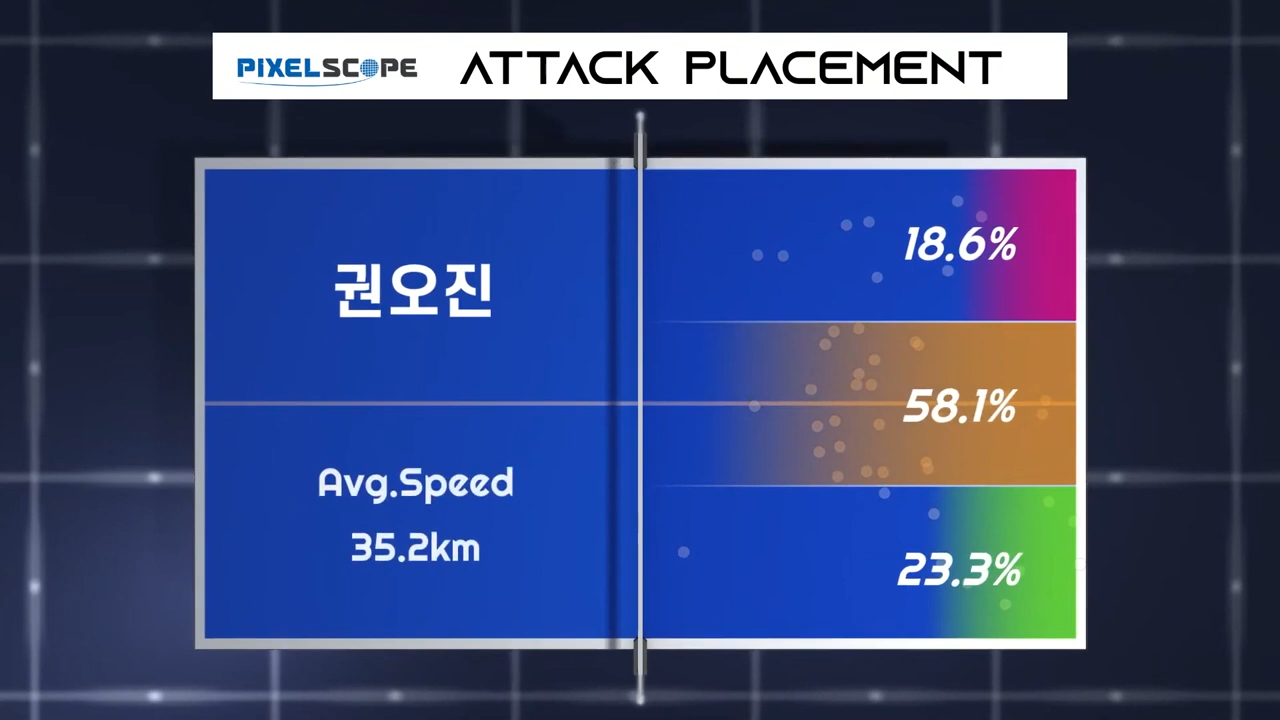 PIXELSCOPE
ATTACK PLACEMENT
권오진
Avg.Speed
35.2km
18.6%
58.1%
23.3%